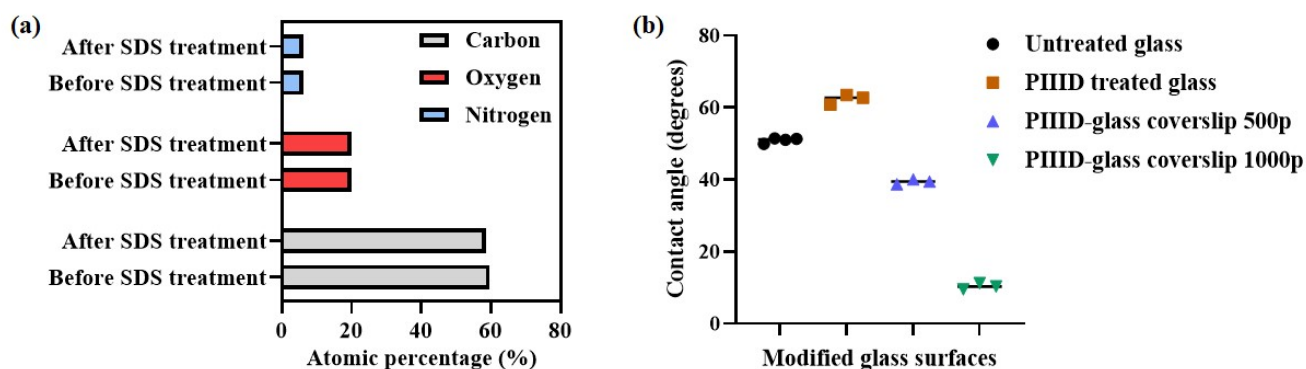 (a)
After SDS treatment
Before SDS treatment
After SDS treatment
Before SDS treatment
After SDS treatment
Before SDS treatment
Carbon
Oxygen
Nitrogen
0 20 40 60 80
Atomic percentage (%)
(b)
Contact angle (degrees)
80
60
40
20
0
Modified glass surfaces
Untreated glass
PIIID treated glass
PIIID-glass coverslip 500p
PIIID-glass coverslip 1000p